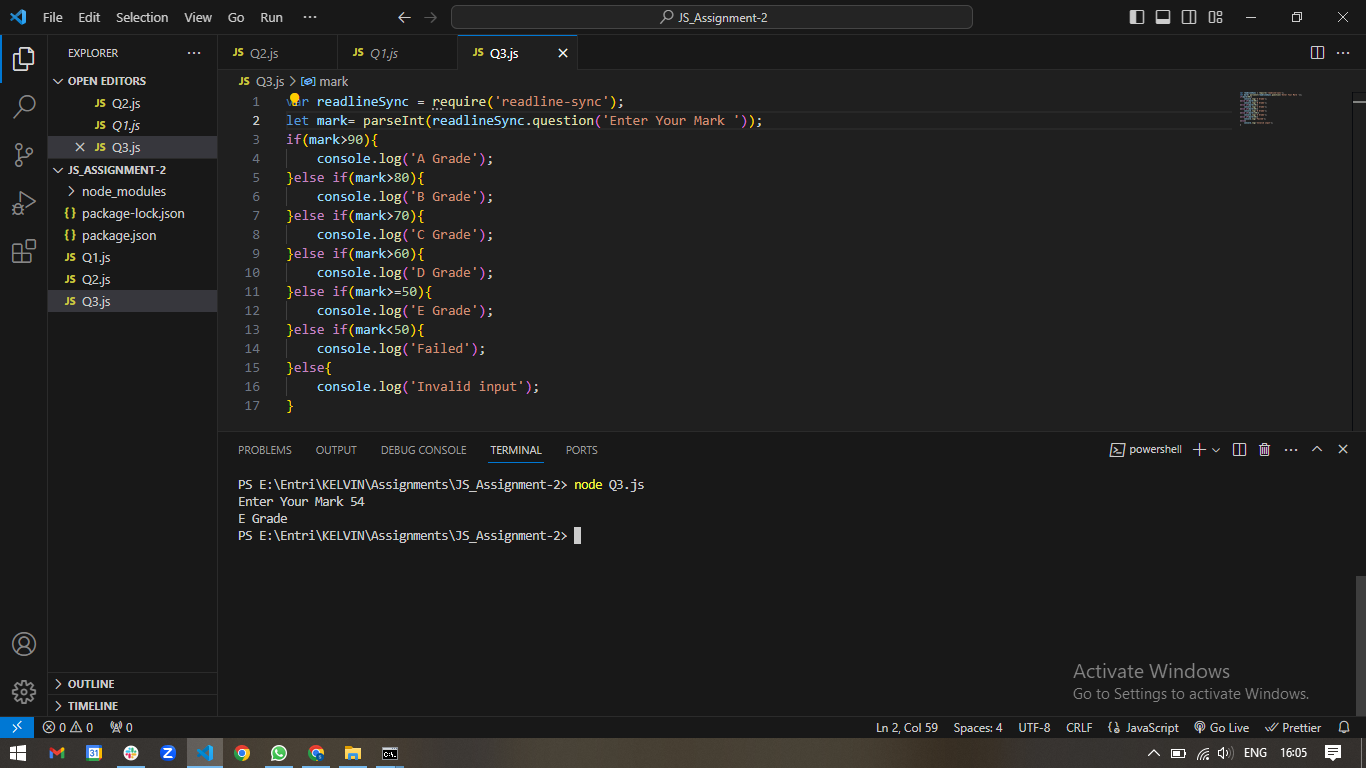 File Edit Selection View Go Run ··· JS_Assignment-2
EXPLORER ···
OPEN EDITORS
JS Q2.js
JS Q1.js
JS Q3.js
JS_ASSIGNMENT-2
node_modules
{} package-lock.json
{} package.json
JS Q1.js
JS Q2.js
JS Q3.js
OUTLINE
TIMELINE
JS Q2.js JS Q1.js JS Q3.js
JS Q3.js > mark
1 var readlineSync = require('readline-sync');
2 let mark= parseInt(readlineSync.question('Enter Your Mark '));
3 if(mark>90){
4 console.log('A Grade');
5 }else if(mark>80){
6 console.log('B Grade');
7 }else if(mark>70){
8 console.log('C Grade');
9 }else if(mark>60){
10 console.log('D Grade');
11 }else if(mark>=50){
12 console.log('E Grade');
13 }else if(mark<50){
14 console.log('Failed');
15 }else{
16 console.log('Invalid input');
17 }
PROBLEMS OUTPUT DEBUG CONSOLE TERMINAL PORTS powershell
PS E:\Entri\KELVIN\Assignments\JS_Assignment-2> node Q3.js
Enter Your Mark 54
E Grade
PS E:\Entri\KELVIN\Assignments\JS_Assignment-2>
Activate Windows
Go to Settings to activate Windows.
0 0 0 Ln 2, Col 59 Spaces: 4 UTF-8 CRLF {} JavaScript Go Live Prettier
31 ENG 16:05